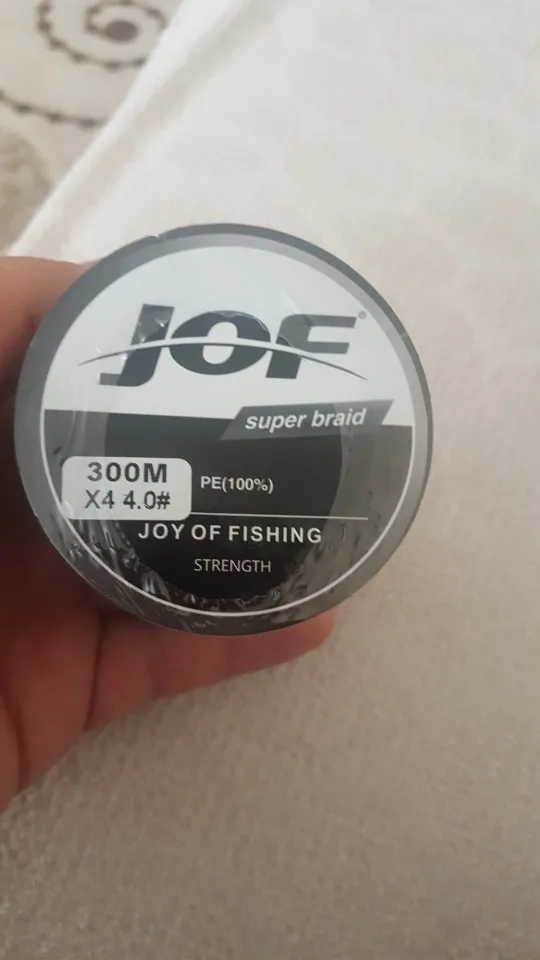 JOF®
super braid
300M
X4 4.0#
PE(100%)
JOY OF FISHING
STRENGTH